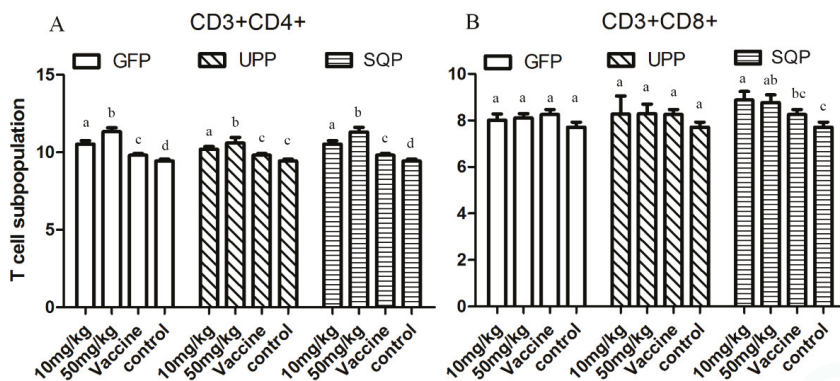 A
CD3+CD4+
GFP UPP SQP
T cell subpopulation
15
10
5
0
a b c d
a b c c
a b c d
10mg/kg 50mg/kg Vaccine control
10mg/kg 50mg/kg Vaccine control
10mg/kg 50mg/kg Vaccine control
B
CD3+CD8+
GFP UPP SQP
10
8
6
4
2
0
a a a a
a a a a
a ab bc c
10mg/kg 50mg/kg Vaccine control
10mg/kg 50mg/kg Vaccine control
10mg/kg 50mg/kg Vaccine control